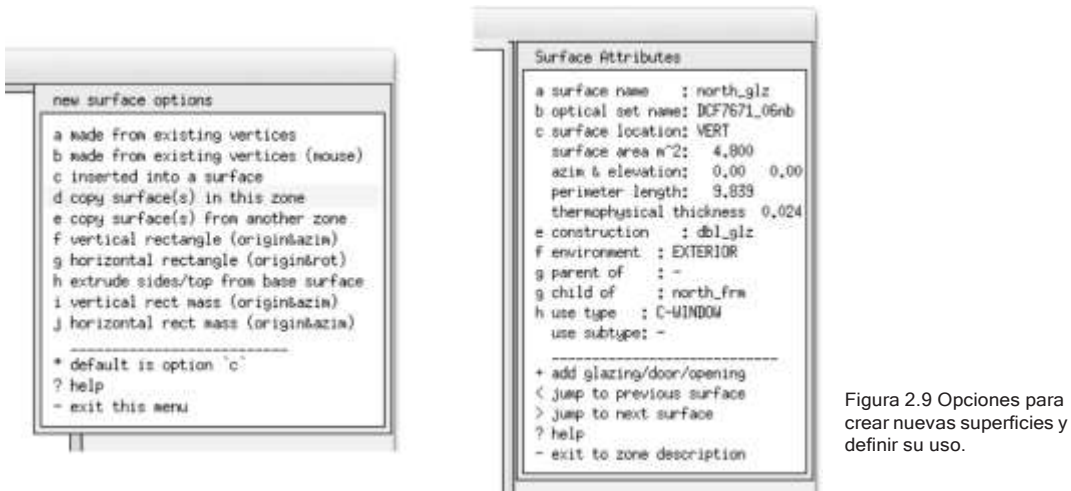 new surface options
a made from existing vertices
b made from existing vertices (mouse)
c inserted into a surface
d copy surface(s) in this zone
e copy surface(s) from another zone
f vertical rectangle (origin&azim)
g horizontal rectangle (origin&rot)
h extrude sides/top from base surface
i vertical rect mass (origin&azim)
j horizontal rect mass (origin&azim)
* default is option `c`
? help
- exit this menu
Surface Attributes
a surface name : north_glz
b optical set name: DCF7671_06nb
c surface location: VERT
surface area m^2: 4.800
azim & elevation: 0.00 0.00
perimeter length: 9.839
thermophysical thickness 0.024
e construction : dbl_glz
f environment : EXTERIOR
g parent of : -
g child of : north_frm
h use type : C-WINDOW
use subtype: -
+ add glazing/door/opening
< jump to previous surface
> jump to next surface
? help
- exit to zone description
Figura 2.9 Opciones para
crear nuevas superficies y
definir su uso.